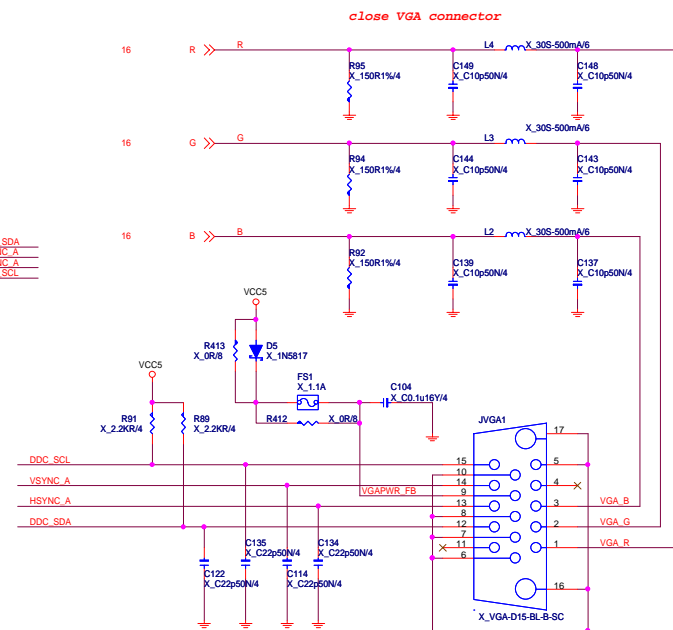 close VGA connector
16 R R L4 X_30S-500mA/6
R95 C149 C148
X_150R1%/4 X_C10p50N/4 X_C10p50N/4
16 G G L3 X_30S-500mA/6
R94 C144 C143
X_150R1%/4 X_C10p50N/4 X_C10p50N/4
16 B B L2 X_30S-500mA/6
_SDA
NC_A
NC_A
_SCL
R92 C139 C137
X_150R1%/4 X_C10p50N/4 X_C10p50N/4
VCC5
R413 D5
X_0R/8 X_1N5817
VCC5
FS1
X_1.1A
C104
X_C0.1u16Y/4
R91 R89
X_2.2KR/4 X_2.2KR/4
R412 X_0R/8
JVGA1
17
DDC_SCL 15 5
10
VSYNC_A 14 4
VGAPWR_FB 9
HSYNC_A 13 3 VGA_B
8
DDC_SDA 12 2 VGA_G
7
11 1 VGA_R
6
C135 C134
X_C22p50N/4 X_C22p50N/4
C122 C114
X_C22p50N/4 X_C22p50N/4
16
X_VGA-D15-BL-B-SC